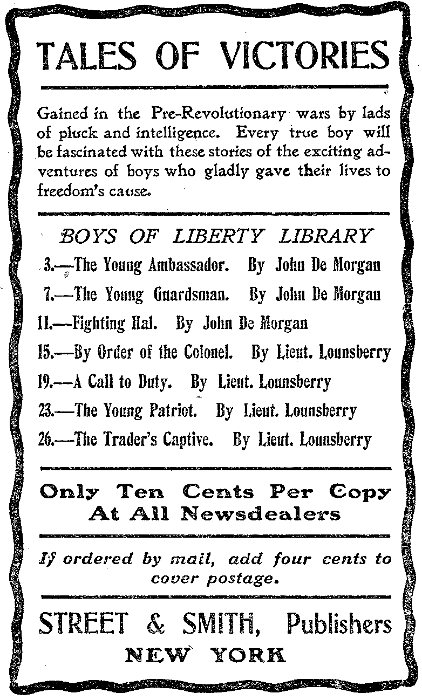 TALES OF VICTORIES
Gained in the Pre-Revolutionary wars by lads
of pluck and intelligence. Every true boy will
be fascinated with these stories of the exciting ad-
ventures of boys who gladly gave their lives to
freedom's cause.
BOYS OF LIBERTY LIBRARY
3.—The Young Ambassador. By John De Morgan
7.—The Young Guardsman. By John De Morgan
11.—Fighting Hal. By John De Morgan
15.—By Order of the Colonel. By Lieut. Lounsberry
19.—A Call to Duty. By Lieut. Lounsberry
23.—The Young Patriot. By Lieut. Lounsberry
26.—The Trader's Captive. By Lieut. Lounsberry
Only Ten Cents Per Copy
At All Newsdealers
If ordered by mail, add four cents to
cover postage.
STREET & SMITH, Publishers
NEW YORK